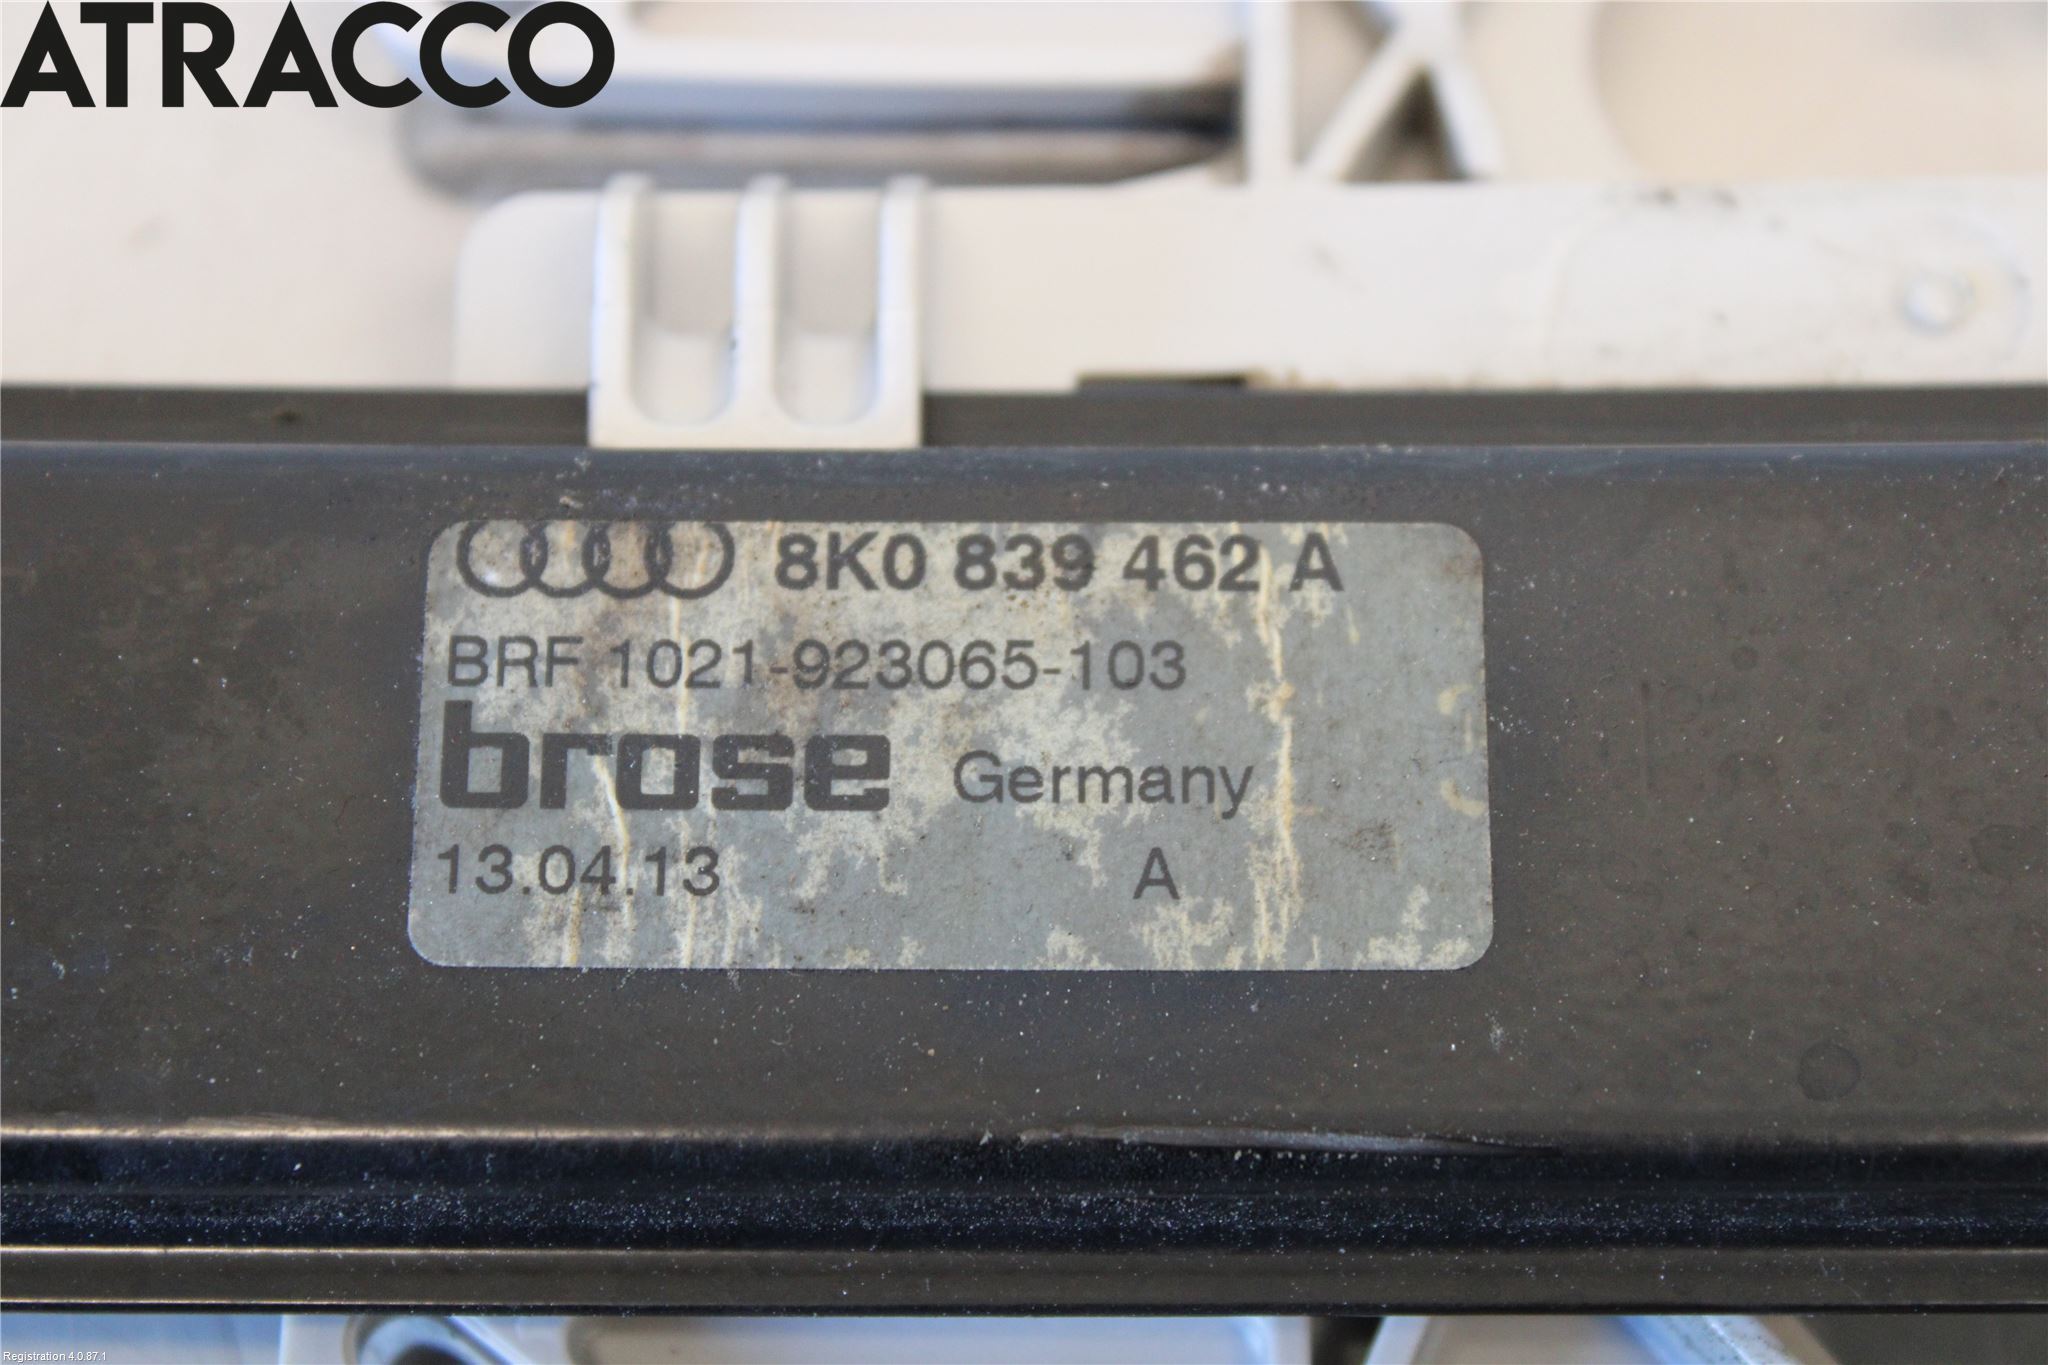 ATRACCO
8K0 839 462 A
BRF 1021-923065-103
brose Germany
13.04.13 A
Registration 4.0.87.1